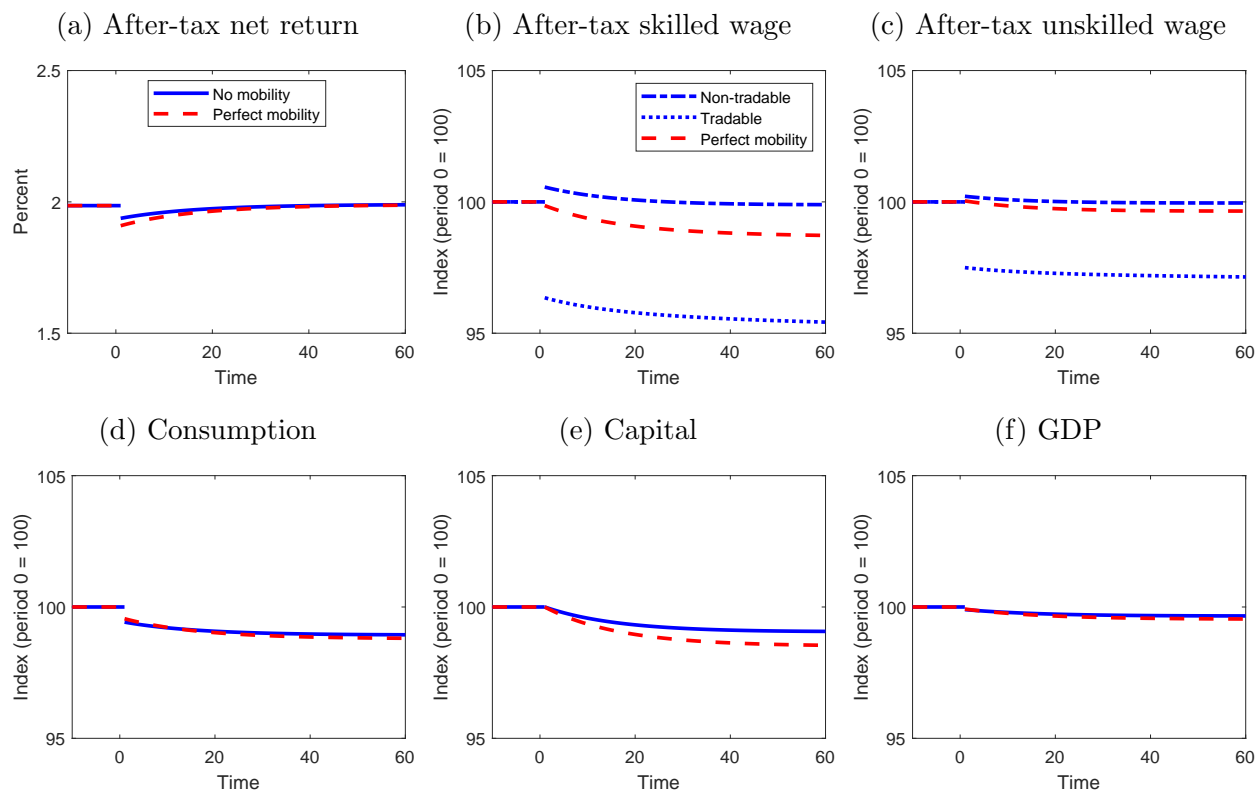 (a) After-tax net return
2.5
2
1.5
Percent
No mobility
Perfect mobility
0
20
40
60
Time
(b) After-tax skilled wage
105
100
95
Index (period 0 = 100)
Non-tradable
Tradable
Perfect mobility
0
20
40
60
Time
(c) After-tax unskilled wage
105
100
95
Index (period 0 = 100)
0
20
40
60
Time
(d) Consumption
105
100
95
Index (period 0 = 100)
0
20
40
60
Time
(e) Capital
105
100
95
Index (period 0 = 100)
0
20
40
60
Time
(f) GDP
105
100
95
Index (period 0 = 100)
0
20
40
60
Time